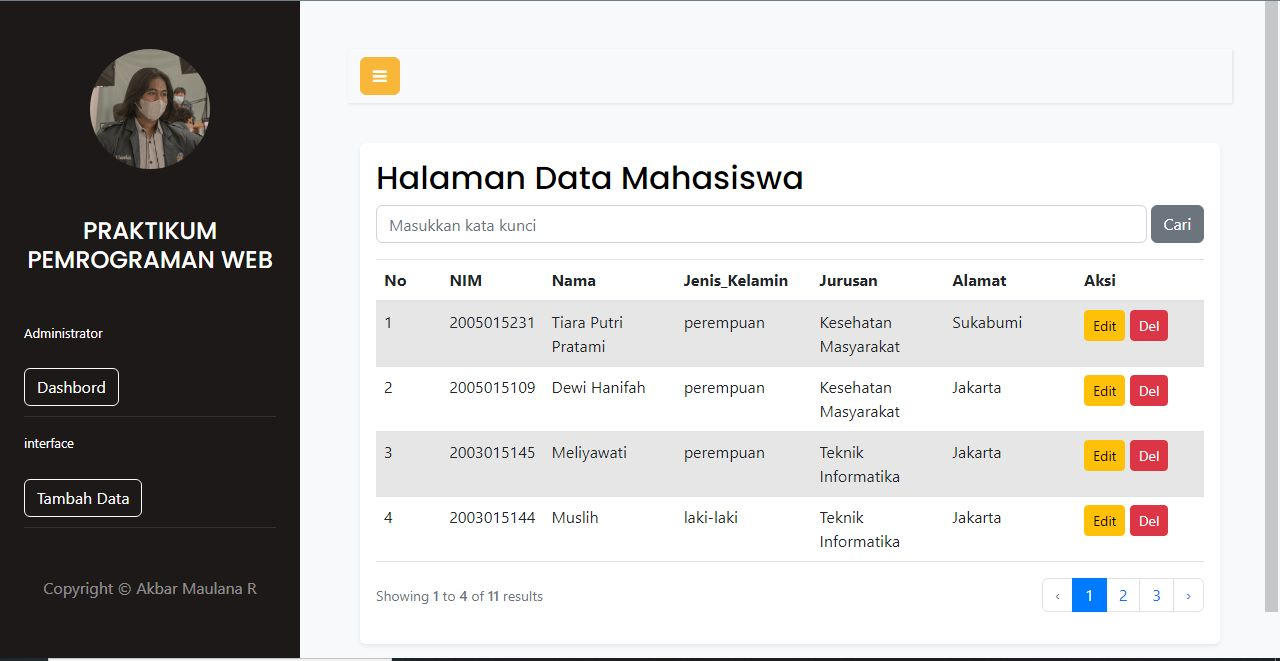 PRAKTIKUM
PEMROGRAMAN WEB
Administrator
Dashbord
interface
Tambah Data
Copyright © Akbar Maulana R
Halaman Data Mahasiswa
Masukkan kata kunci Cari
No NIM Nama Jenis_Kelamin Jurusan Alamat Aksi
1 2005015231 Tiara Putri perempuan Kesehatan Sukabumi Edit Del
Pratami Masyarakat
2 2005015109 Dewi Hanifah perempuan Kesehatan Jakarta Edit Del
Masyarakat
3 2003015145 Meliyawati perempuan Teknik Jakarta Edit Del
Informatika
4 2003015144 Muslih laki-laki Teknik Jakarta Edit Del
Informatika
Showing 1 to 4 of 11 results ‹ 1 2 3 ›